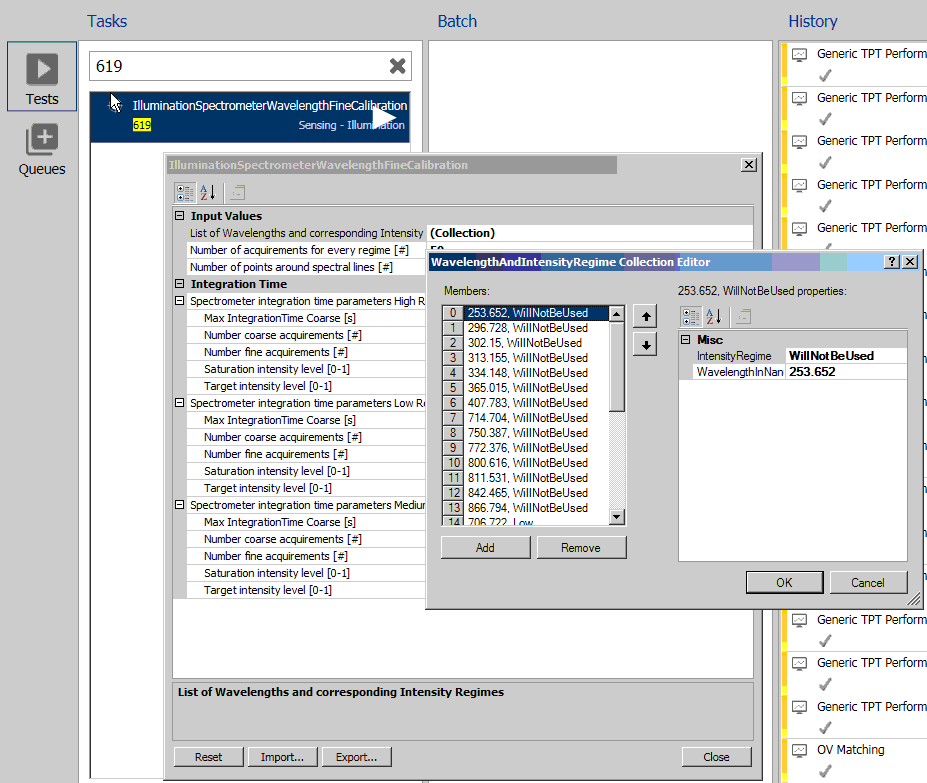 Tasks
Batch
History
Tests
Queues
619
IlluminationSpectrometerWavelengthFineCalibration
619
Sensing - Illumination
Generic TPT Perform
Generic TPT Perform
Generic TPT Perform
Generic TPT Perform
Generic TPT Perform
IlluminationSpectrometerWavelengthFineCalibration
Input Values
List of Wavelengths and corresponding Intensity (Collection)
Number of acquirements for every regime [#]
Number of points around spectral lines [#]
Integration Time
Spectrometer integration time parameters High R
Max IntegrationTime Coarse [s]
Number coarse acquirements [#]
Number fine acquirements [#]
Saturation intensity level [0-1]
Target intensity level [0-1]
Spectrometer integration time parameters Low Re
Max IntegrationTime Coarse [s]
Number coarse acquirements [#]
Number fine acquirements [#]
Saturation intensity level [0-1]
Target intensity level [0-1]
Spectrometer integration time parameters Medium
Max IntegrationTime Coarse [s]
Number coarse acquirements [#]
Number fine acquirements [#]
Saturation intensity level [0-1]
Target intensity level [0-1]
List of Wavelengths and corresponding Intensity Regimes
Reset Import... Export... Close
WavelengthAndIntensityRegime Collection Editor
Members:
0 253.652, WillNotBeUsed
1 296.728, WillNotBeUsed
2 302.15, WillNotBeUsed
3 313.155, WillNotBeUsed
4 334.148, WillNotBeUsed
5 365.015, WillNotBeUsed
6 407.783, WillNotBeUsed
7 714.704, WillNotBeUsed
8 750.387, WillNotBeUsed
9 772.376, WillNotBeUsed
10 800.616, WillNotBeUsed
11 811.531, WillNotBeUsed
12 842.465, WillNotBeUsed
13 866.794, WillNotBeUsed
14 706.722, Low
Add Remove
253.652, WillNotBeUsed properties:
Misc
IntensityRegime WillNotBeUsed
WavelengthInNan 253.652
OK Cancel
Generic TPT Perform
Generic TPT Perform
Generic TPT Perform
OV Matching